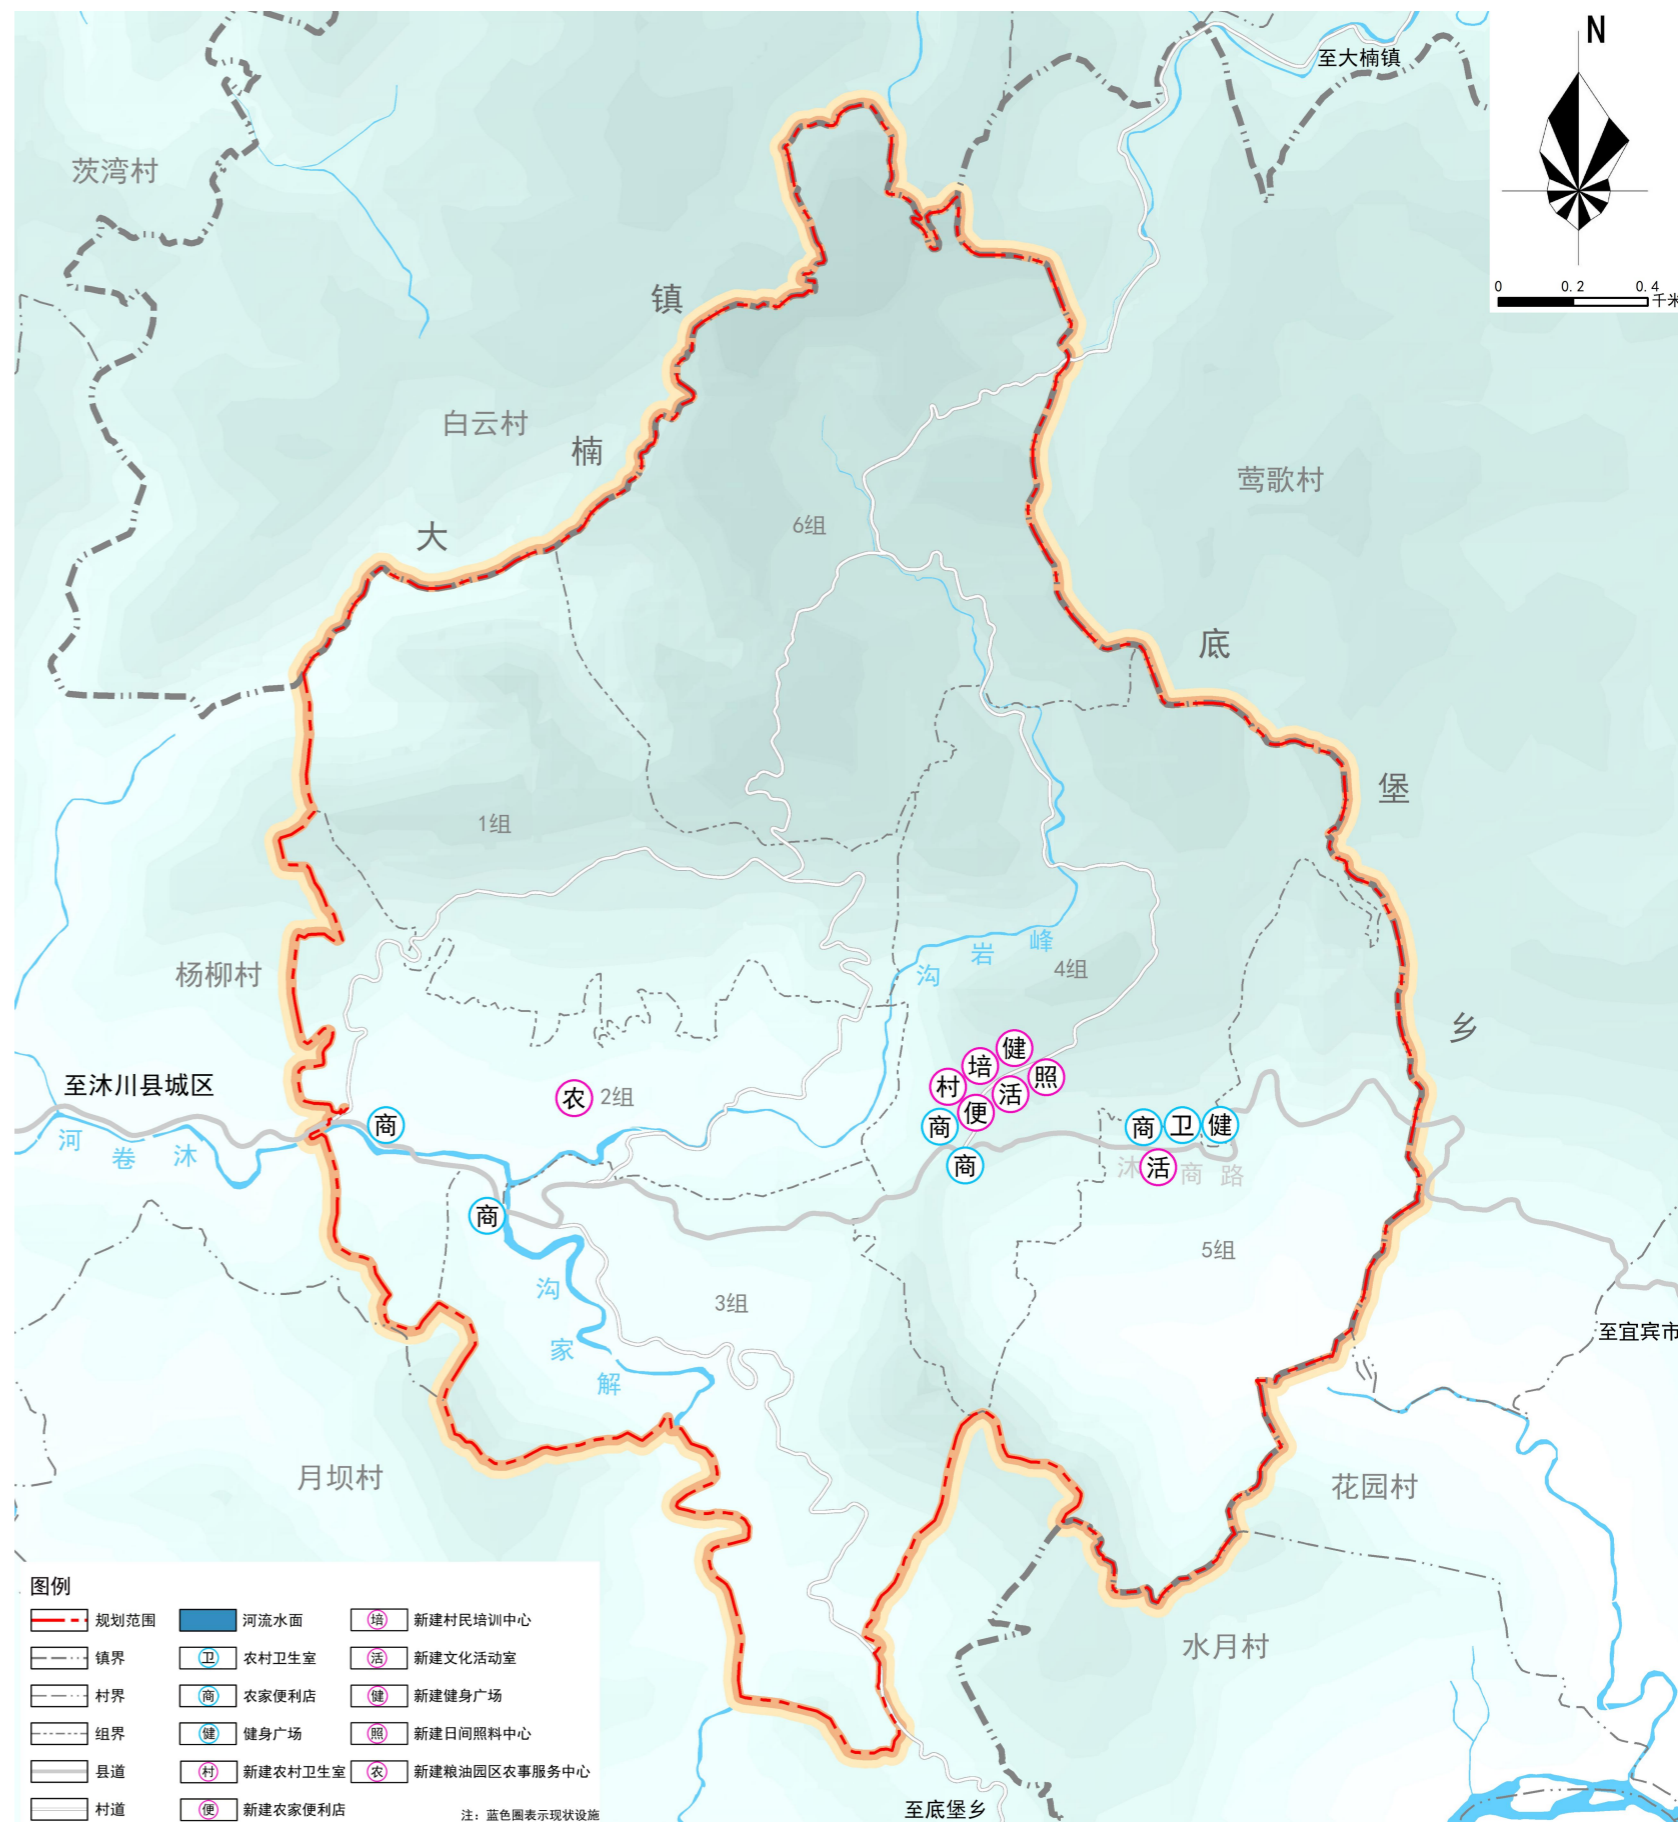 N
至大楠镇
0 0.2 0.4
千米
茨湾村
镇
白云村
楠
莺歌村
大
6组
底
堡
1组
峰
岩
沟
4组
杨柳村
乡
健
培
照
至沐川县城区
村
活
农
2组
便
商
商
商
卫
健
河
卷
沐
商
活
沐
商
路
商
5组
沟
3组
至宜宾市
家
解
月坝村
花园村
水月村
图例
规划范围
河流水面
培 新建村民培训中心
镇界
卫 农村卫生室
活 新建文化活动室
村界
商 农家便利店
健 新建健身广场
组界
健 健身广场
照 新建日间照料中心
县道
村 新建农村卫生室
农 新建粮油园区农事服务中心
村道
便 新建农家便利店
注: 蓝色圈表示现状设施
至底堡乡